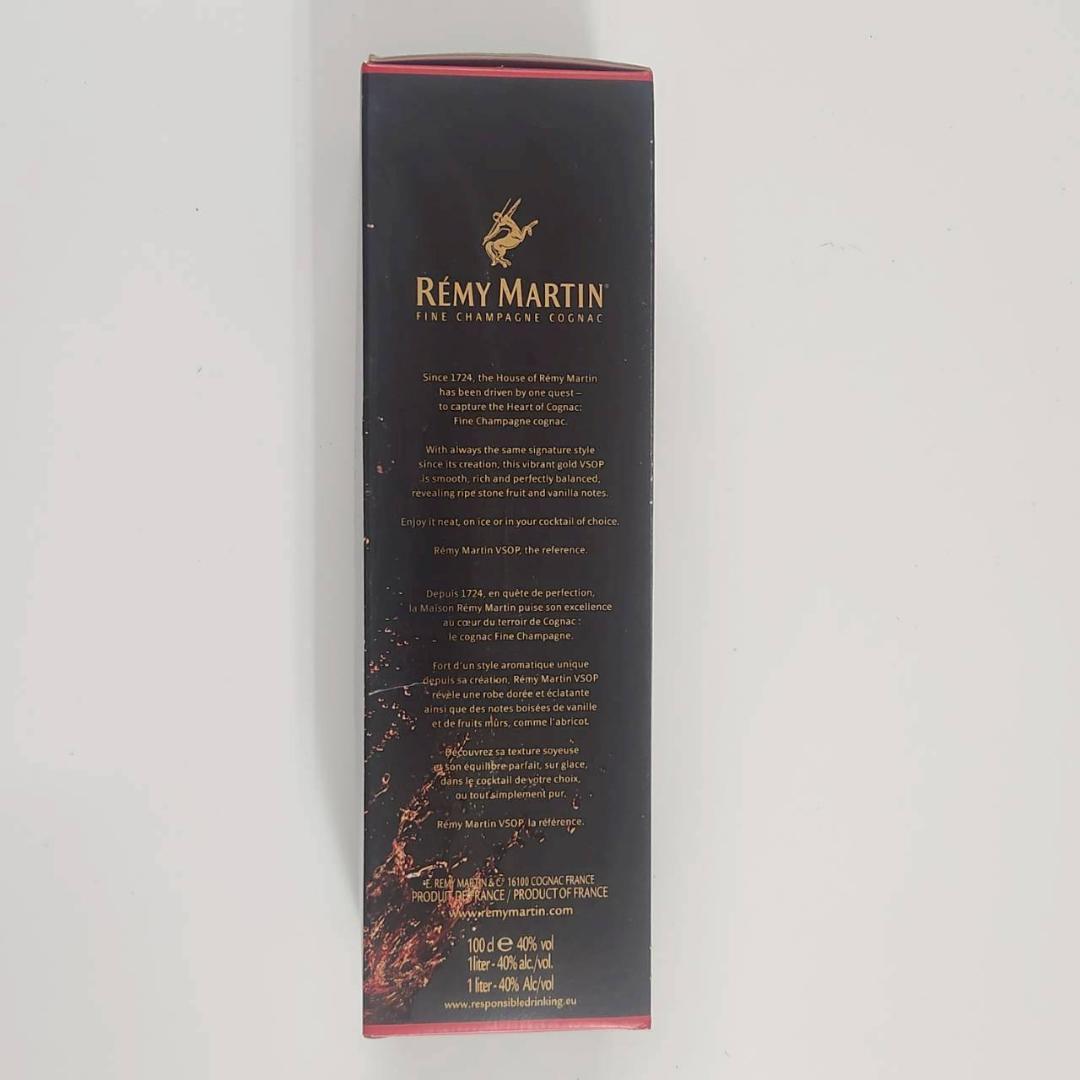 RÉMY MARTIN®
FINE CHAMPAGNE COGNAC
Since 1724, the House of Rémy Martin
has been driven by one quest –
to capture the Heart of Cognac:
Fine Champagne cognac.
With always the same signature style
since its creation, this vibrant gold VSOP
is smooth, rich and perfectly balanced,
revealing ripe stone fruit and vanilla notes.
Enjoy it neat, on ice or in your cocktail of choice.
Rémy Martin VSOP, the reference.
Depuis 1724, en quête de perfection,
la Maison Rémy Martin puise son excellence
au cœur du terroir de Cognac :
le cognac Fine Champagne.
Fort d'un style aromatique unique
depuis sa création, Rémy Martin VSOP
révèle une robe dorée et éclatante
ainsi que des notes boisées de vanille
et de fruits mûrs, comme l'abricot.
Découvrez sa texture soyeuse
et son équilibre parfait, sur glace,
dans le cocktail de votre choix,
ou tout simplement pur.
Rémy Martin VSOP, la référence.
E. REMY MARTIN & Cº 16100 COGNAC FRANCE
PRODUIT DE FRANCE / PRODUCT OF FRANCE
www.remymartin.com
100 cl e 40% vol
1liter - 40% alc./vol.
1 liter - 40% Alc/vol
www.responsibledrinking.eu